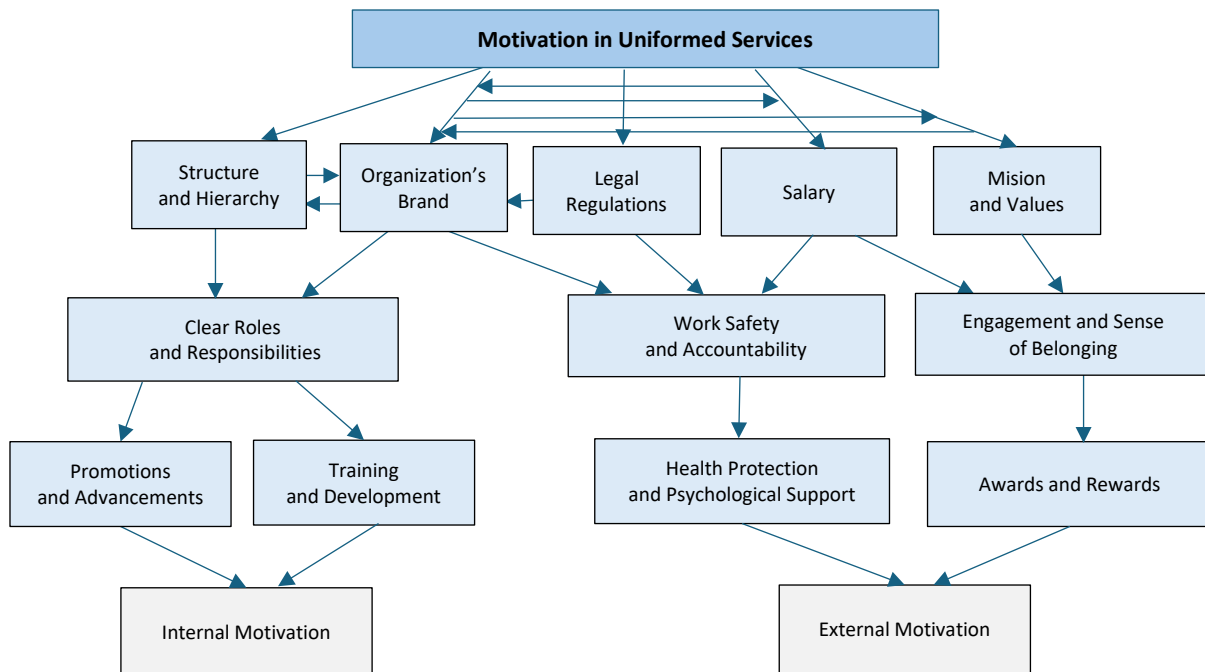 Motivation in Uniformed Services
Structure
and Hierarchy
Organization’s
Brand
Legal
Regulations
Salary
Mision
and Values
Clear Roles
and Responsibilities
Work Safety
and Accountability
Engagement and Sense
of Belonging
Promotions
and Advancements
Training
and Development
Health Protection
and Psychological Support
Awards and Rewards
Internal Motivation
External Motivation